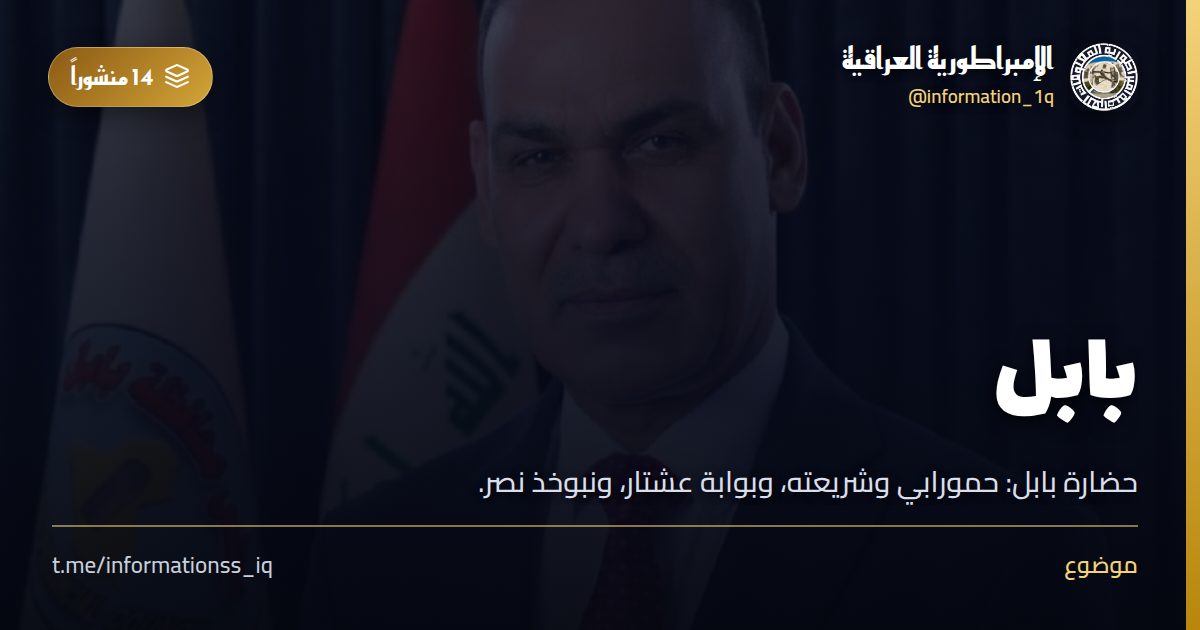 الإمبراطورية العراقية
@information_1q
14 منشوراً
بابل
حضارة بابل: حمورابي وشريعته، وبوابة عشتار، ونبوخذ نصر.
موضوع
t.me/informationss_iq